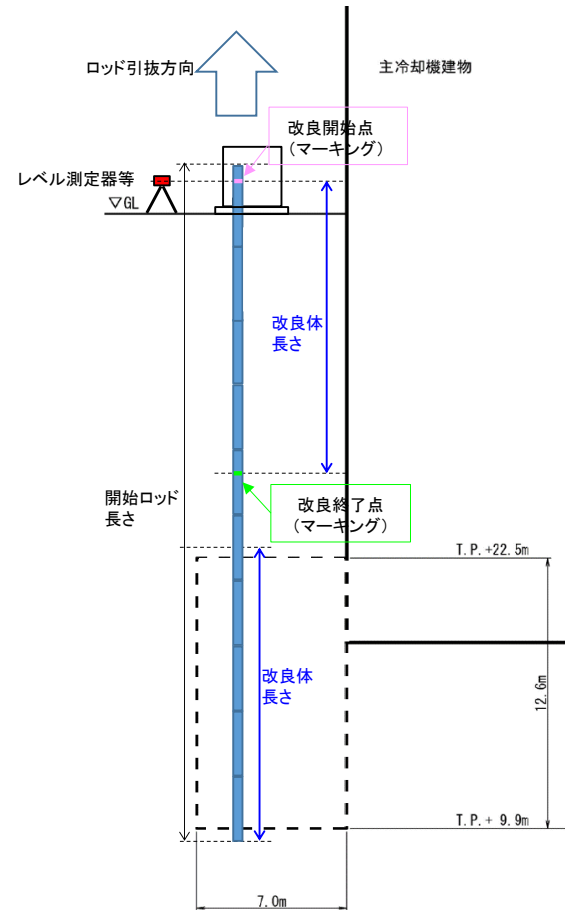 ロッド引抜方向
主冷却機建物
改良開始点
（マーキング）
レベル測定器等
▽GL
改良体
長さ
開始ロッド
長さ
改良終了点
（マーキング）
T.P.+22.5m
改良体
長さ
12.6m
T.P.+ 9.9m
7.0m